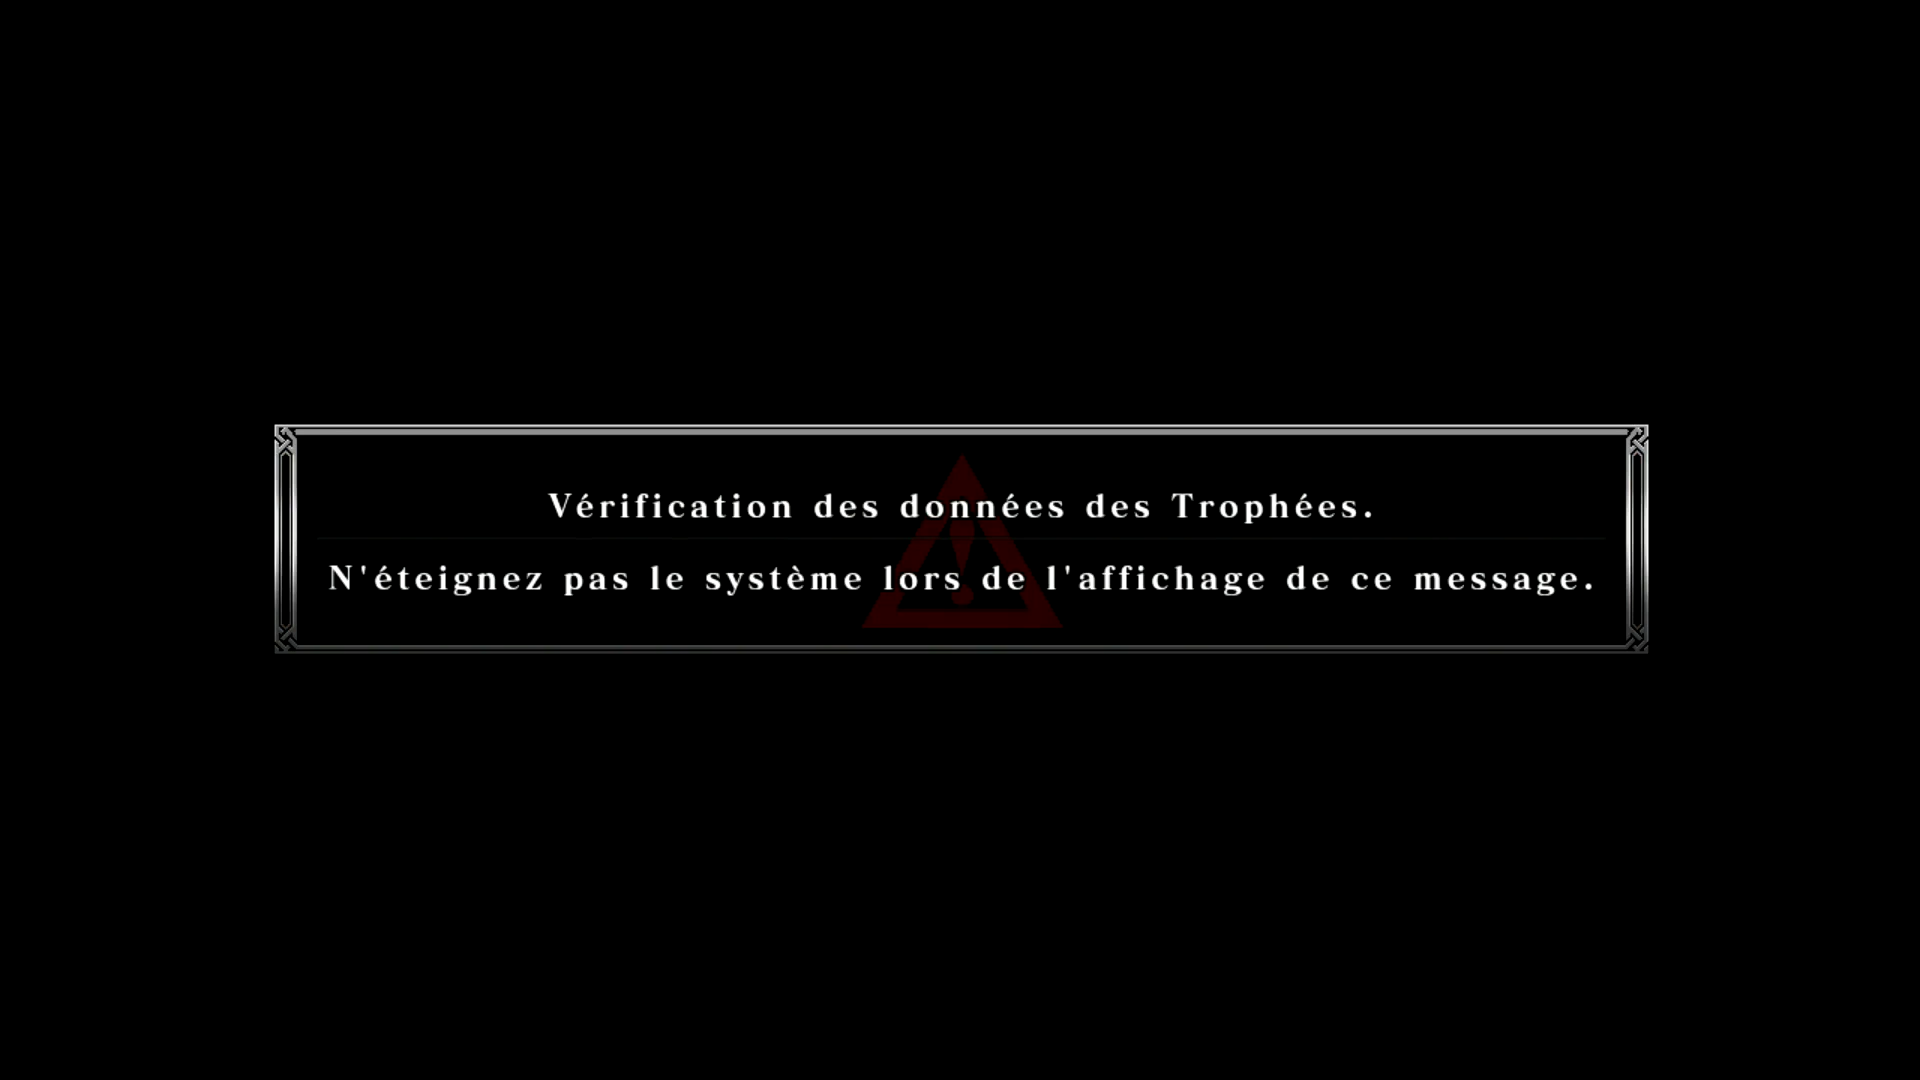 Vérification des données des Trophées.
N'éteignez pas le système lors de l'affichage de ce message.